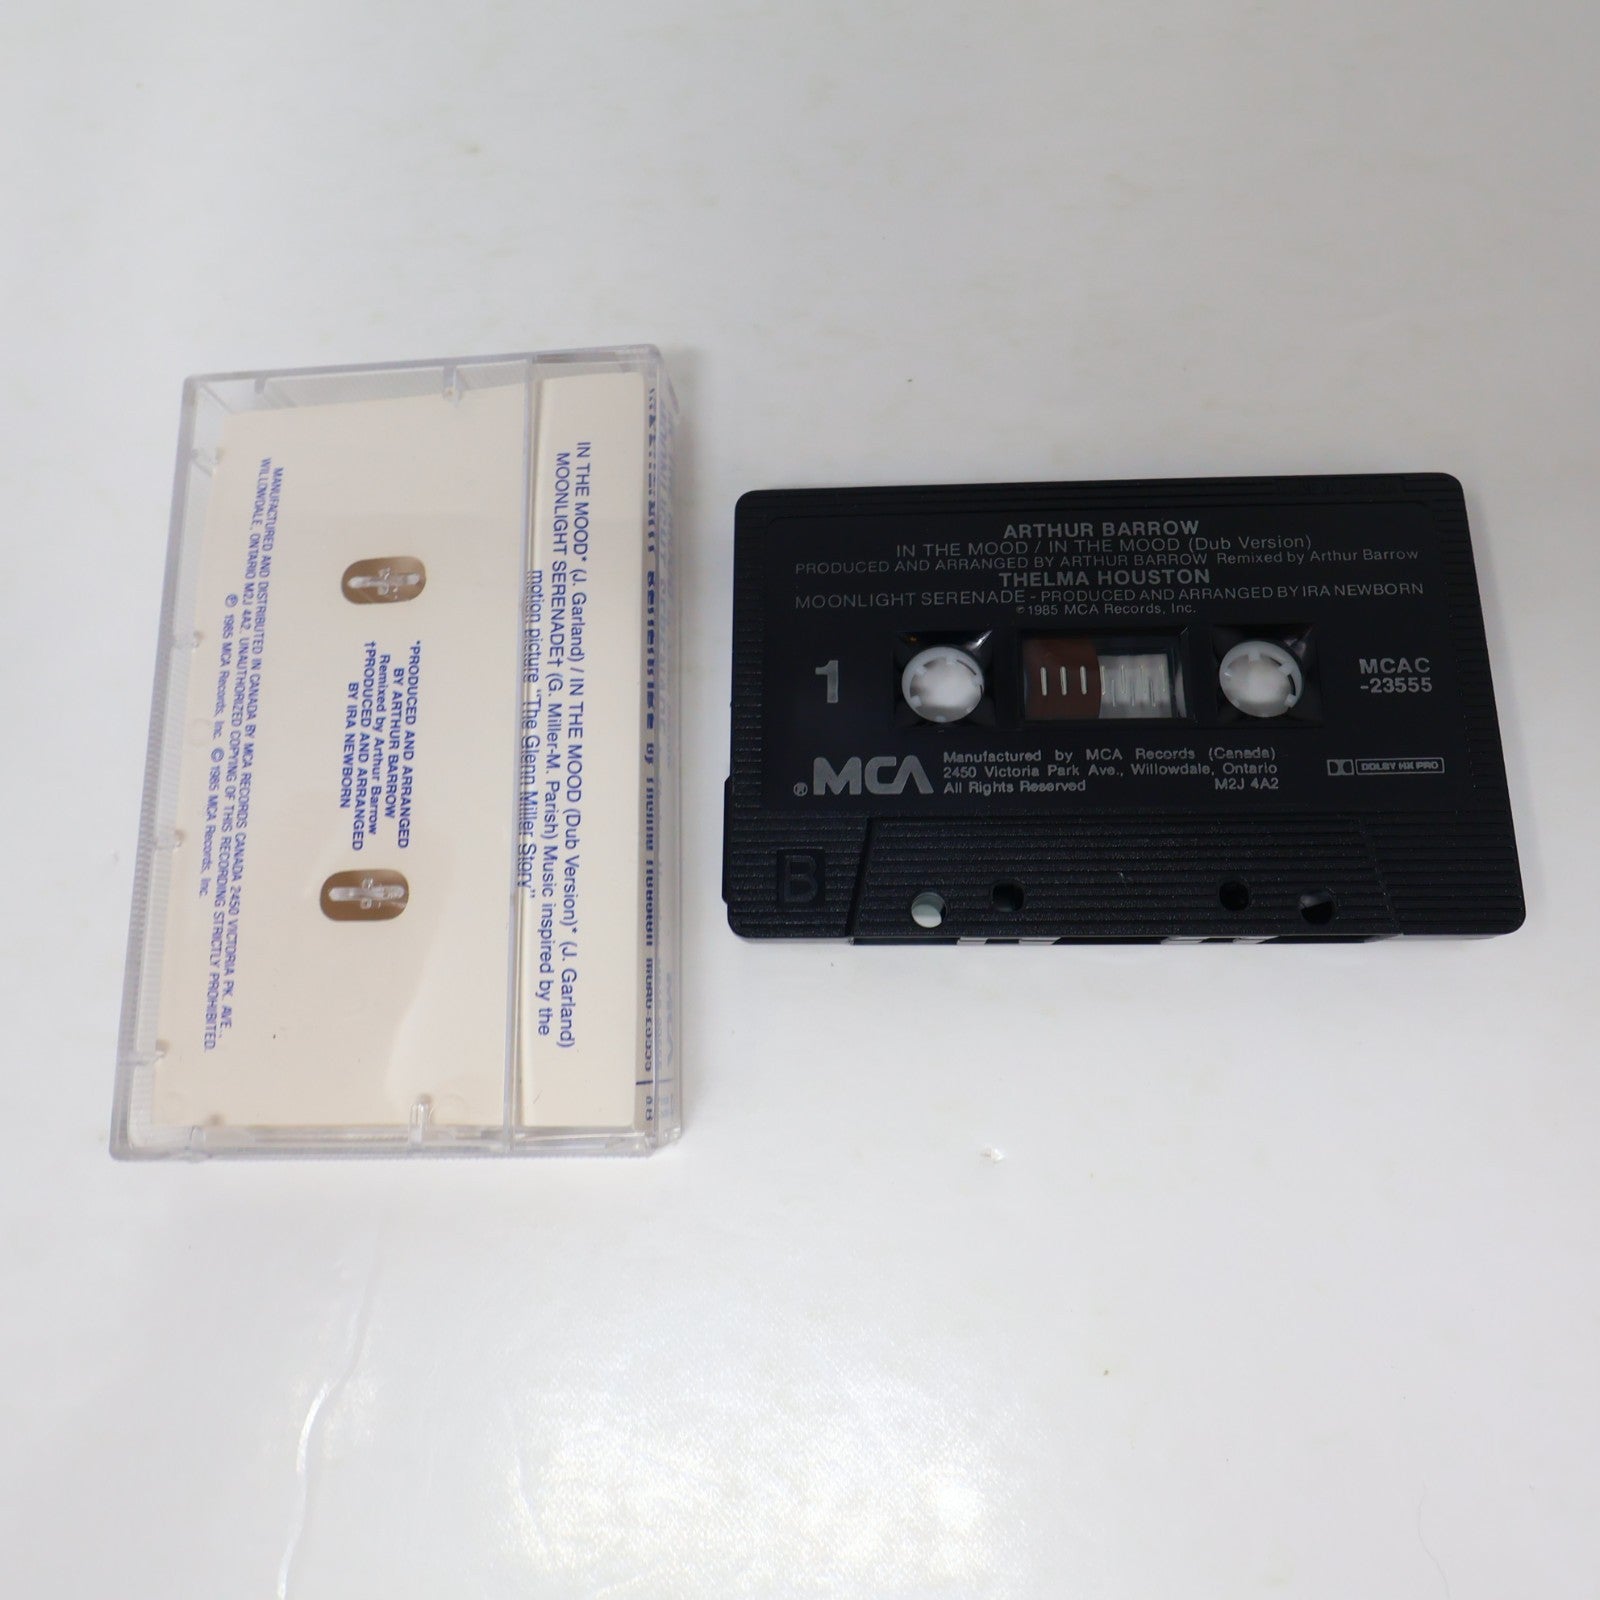 IN THE MOOD* (J. Garland) / IN THE MOOD (Dub Version)* (J. Garland)
MOONLIGHT SERENADE† (G. Miller-M. Parish) Music inspired by the
motion picture "The Glenn Miller Story"
*PRODUCED AND ARRANGED
BY ARTHUR BARROW
Remixed by Arthur Barrow
†PRODUCED AND ARRANGED
BY IRA NEWBORN
MANUFACTURED AND DISTRIBUTED IN CANADA BY MCA RECORDS CANADA 2450 VICTORIA PK. AVE.,
WILLOWDALE, ONTARIO M2J 4A2. UNAUTHORIZED COPYING OF THIS RECORDING STRICTLY PROHIBITED.
℗ 1985 MCA Records, Inc. © 1985 MCA Records, Inc.
ARTHUR BARROW
IN THE MOOD / IN THE MOOD (Dub Version)
PRODUCED AND ARRANGED BY ARTHUR BARROW Remixed by Arthur Barrow
THELMA HOUSTON
MOONLIGHT SERENADE - PRODUCED AND ARRANGED BY IRA NEWBORN
℗1985 MCA Records, Inc.
1
MCAC
-23555
®MCA
Manufactured by MCA Records (Canada)
2450 Victoria Park Ave., Willowdale, Ontario
All Rights Reserved M2J 4A2
DOLBY HX PRO
B